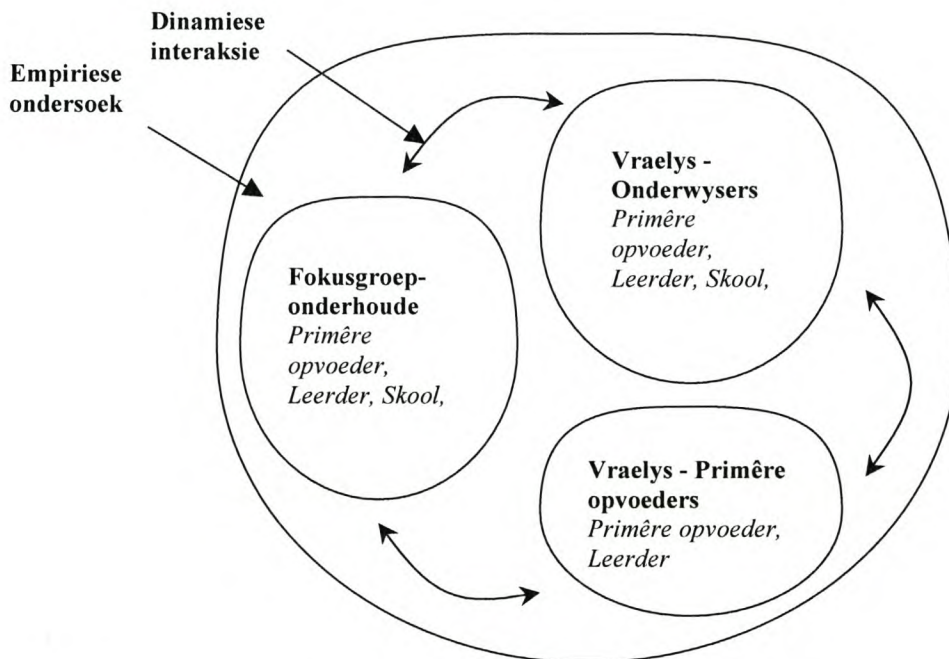 Dinamiese
interaksie
Empiriese
ondersoek
Vraelys -
Onderwysers
Primêre
opvoeder,
Leerder, Skool,
Fokusgroep-
onderhoude
Primêre
opvoeder,
Leerder, Skool,
Vraelys - Primêre
opvoeders
Primêre opvoeder,
Leerder